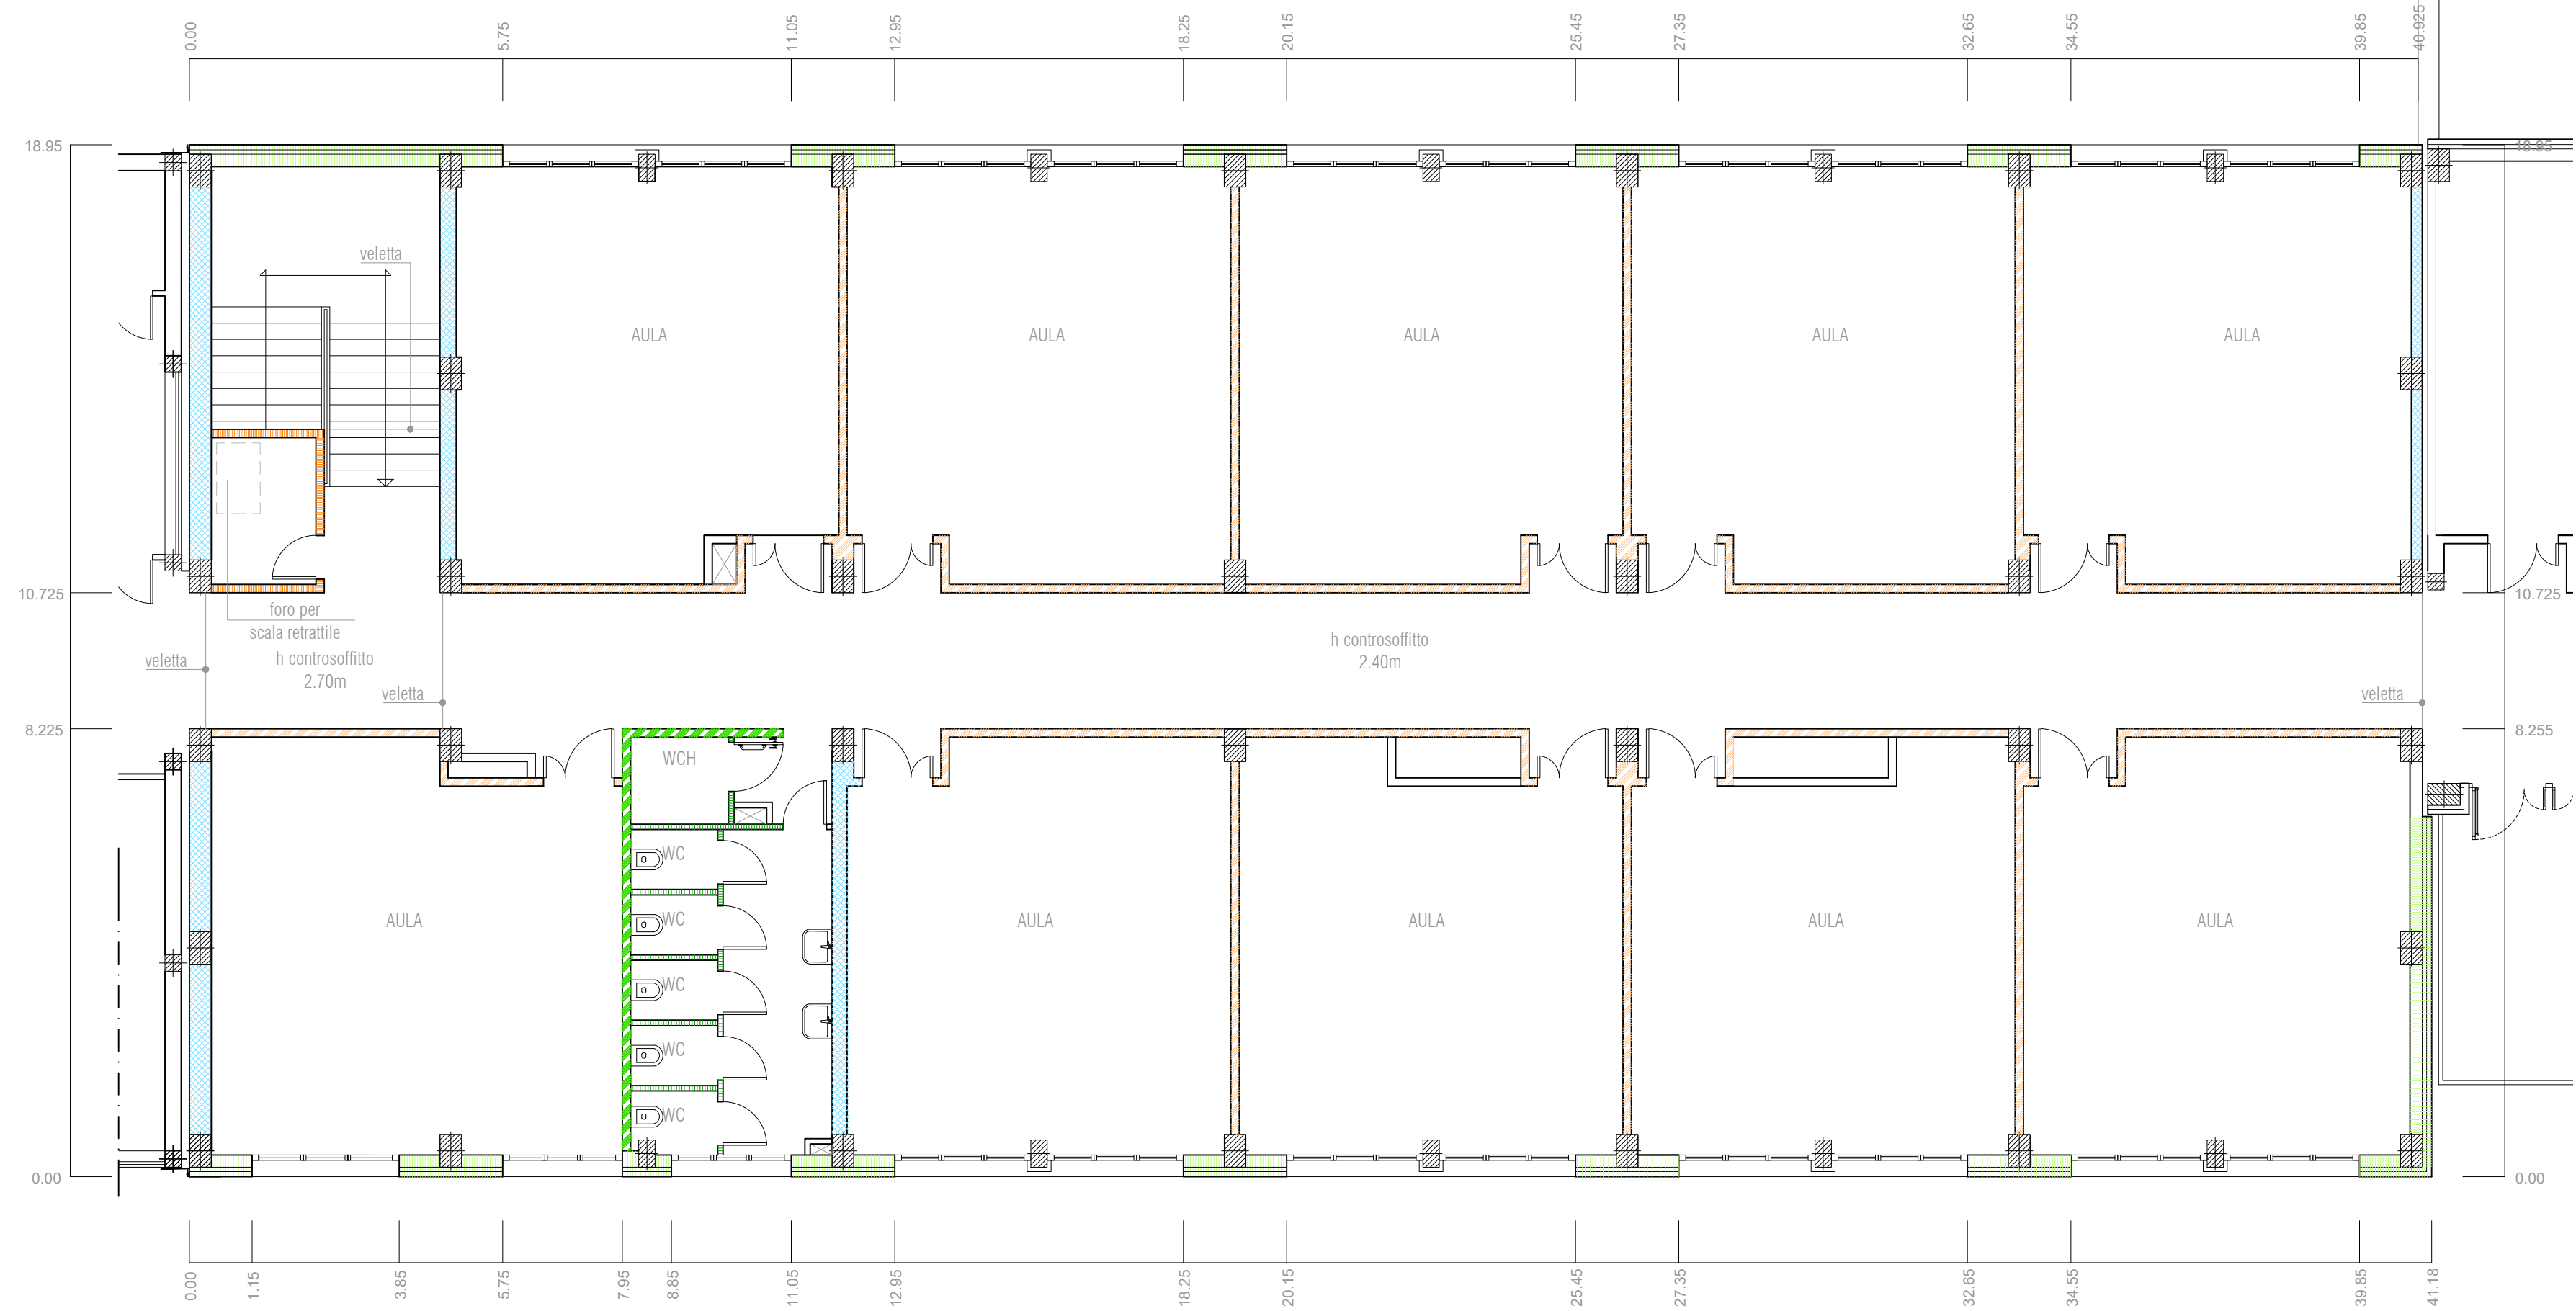 0.00
5.75
11.05
12.95
18.25
20.15
25.45
27.35
32.65
34.55
39.85
40.925
18.95
18.95
veletta
AULA
AULA
AULA
AULA
AULA
10.725
10.725
foro per
scala retrattile
h controsoffitto
2.70m
veletta
veletta
h controsoffitto
2.40m
veletta
8.225
8.255
WCH
WC
WC
WC
WC
WC
AULA
AULA
AULA
AULA
AULA
0.00
0.00
0.00
1.15
3.85
5.75
7.95
8.85
11.05
12.95
18.25
20.15
25.45
27.35
32.65
34.55
39.85
41.18